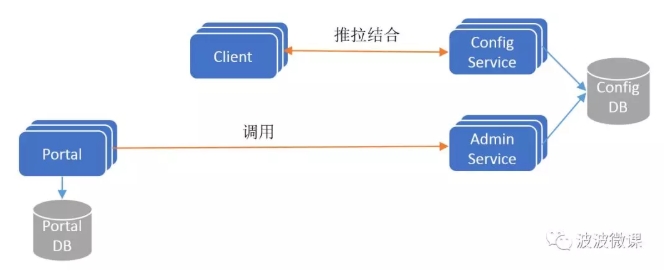 推拉结合
Client
Config
Service
Config
DB
调用
Portal
Admin
Service
Portal
DB
波波微课